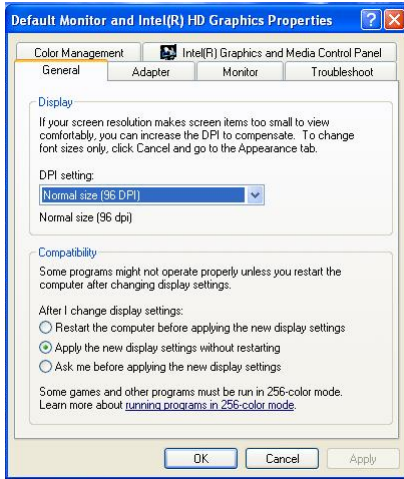 Default Monitor and Intel(R) HD Graphics Properties
Color Management
Intel(R) Graphics and Media Control Panel
General
Adapter
Monitor
Troubleshoot
Display
If your screen resolution makes screen items too small to view
comfortably, you can increase the DPI to compensate. To change
font sizes only, click Cancel and go to the Appearance tab.
DPI setting:
Normal size (96 DPI)
Normal size (96 dpi)
Compatibility
Some programs might not operate properly unless you restart the
computer after changing display settings.
After I change display settings:
Restart the computer before applying the new display settings
Apply the new display settings without restarting
Ask me before applying the new display settings
Some games and other programs must be run in 256-color mode.
Learn more about running programs in 256-color mode.
OK
Cancel
Apply